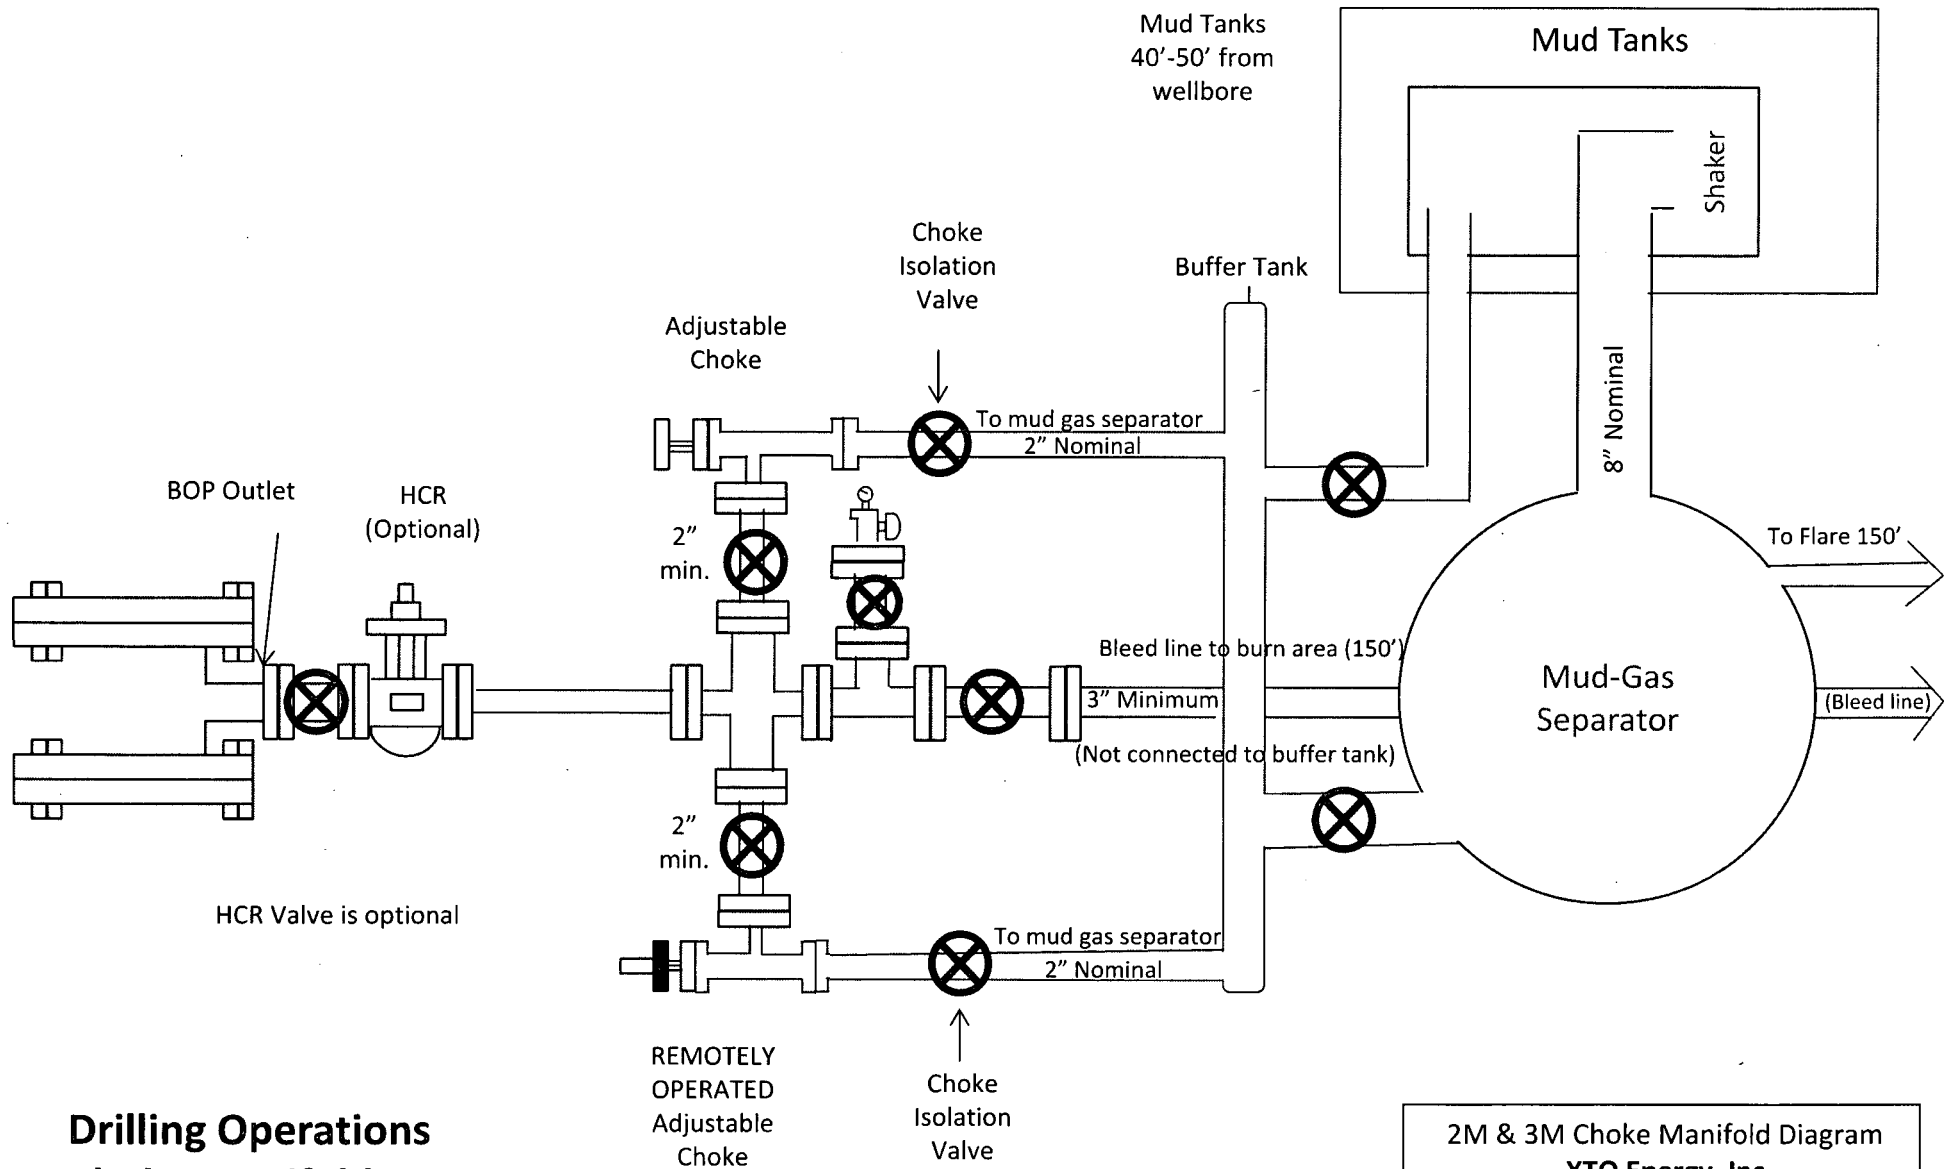 Mud Tanks
40'-50' from
wellbore
Mud Tanks
Shaker
Choke
Isolation
Valve
Buffer Tank
Adjustable
Choke
8" Nominal
To mud gas separator
2" Nominal
BOP Outlet
HCR
(Optional)
2"
min.
To Flare 150'
Bleed line to burn area (150')
3" Minimum
(Not connected to buffer tank)
Mud-Gas
Separator
(Bleed line)
2"
min.
HCR Valve is optional
To mud gas separator
2" Nominal
REMOTELY
OPERATED
Adjustable
Choke
Choke
Isolation
Valve
Drilling Operations
2M & 3M Choke Manifold Diagram
XTO Energy, Inc.